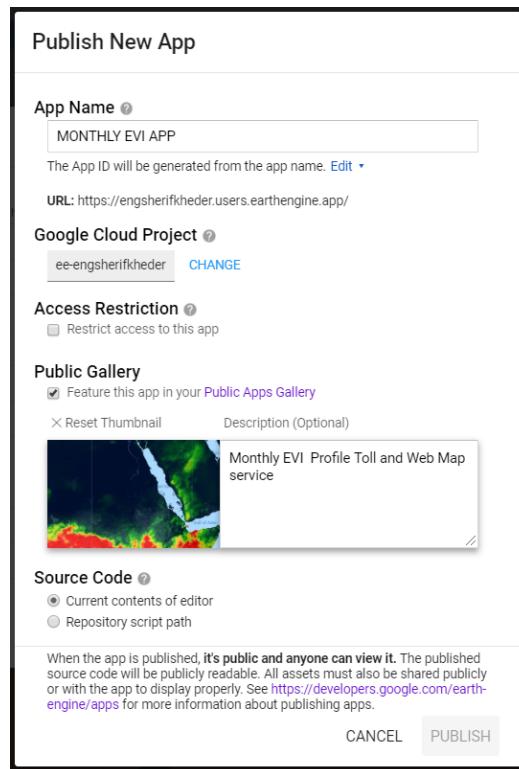 Publish New App
App Name
MONTHLY EVI APP
The App ID will be generated from the app name. Edit
URL: https://engsherifkheder.users.earthengine.app/
Google Cloud Project
ee-engsherifkheder CHANGE
Access Restriction
Restrict access to this app
Public Gallery
Feature this app in your Public Apps Gallery
Reset Thumbnail Description (Optional)
Monthly EVI Profile Toll and Web Map
service
Source Code
Current contents of editor
Repository script path
When the app is published, it's public and anyone can view it. The published
source code will be publicly readable. All assets must also be shared publicly
or with the app to display properly. See https://developers.google.com/earth-
engine/apps for more information about publishing apps.
CANCEL PUBLISH